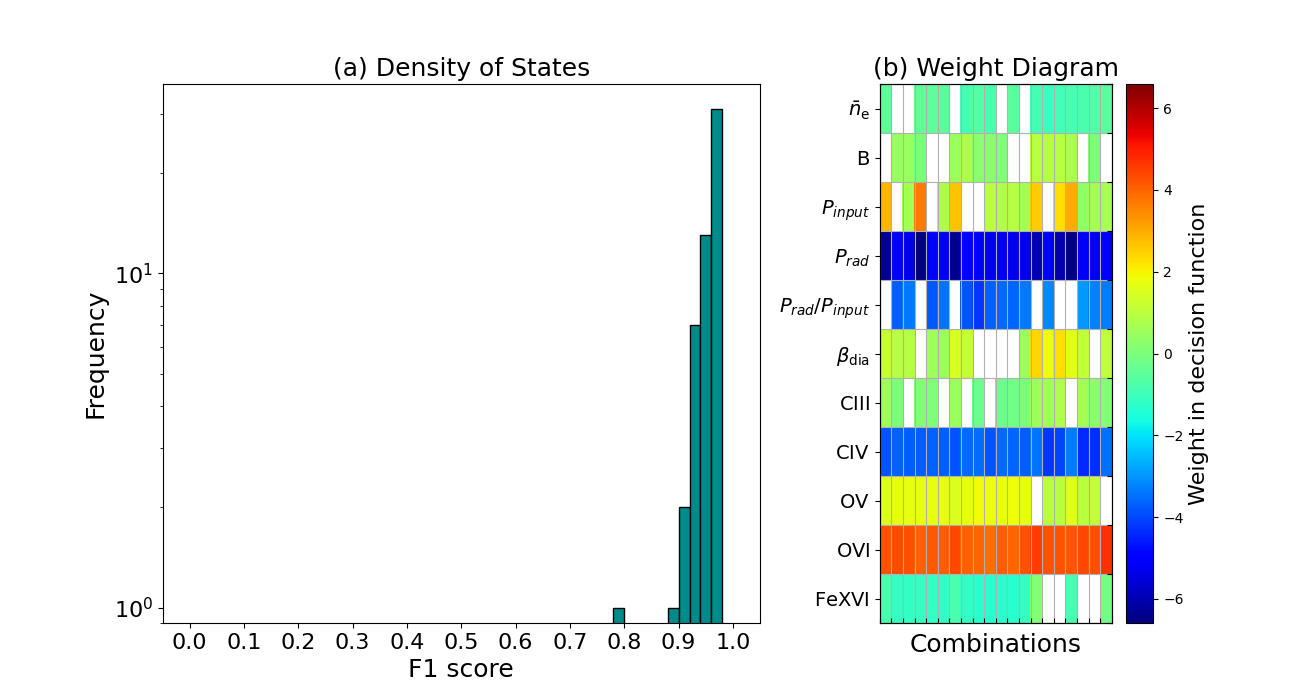 (a) Density of States
Frequency
10¹
10⁰
0.0 0.1 0.2 0.3 0.4 0.5 0.6 0.7 0.8 0.9 1.0
F1 score
(b) Weight Diagram
n̄e
B
Pinput
Prad
Prad/Pinput
βdia
CIII
CIV
OV
OVI
FeXVI
Combinations
6
4
2
0
−2
−4
−6
Weight in decision function